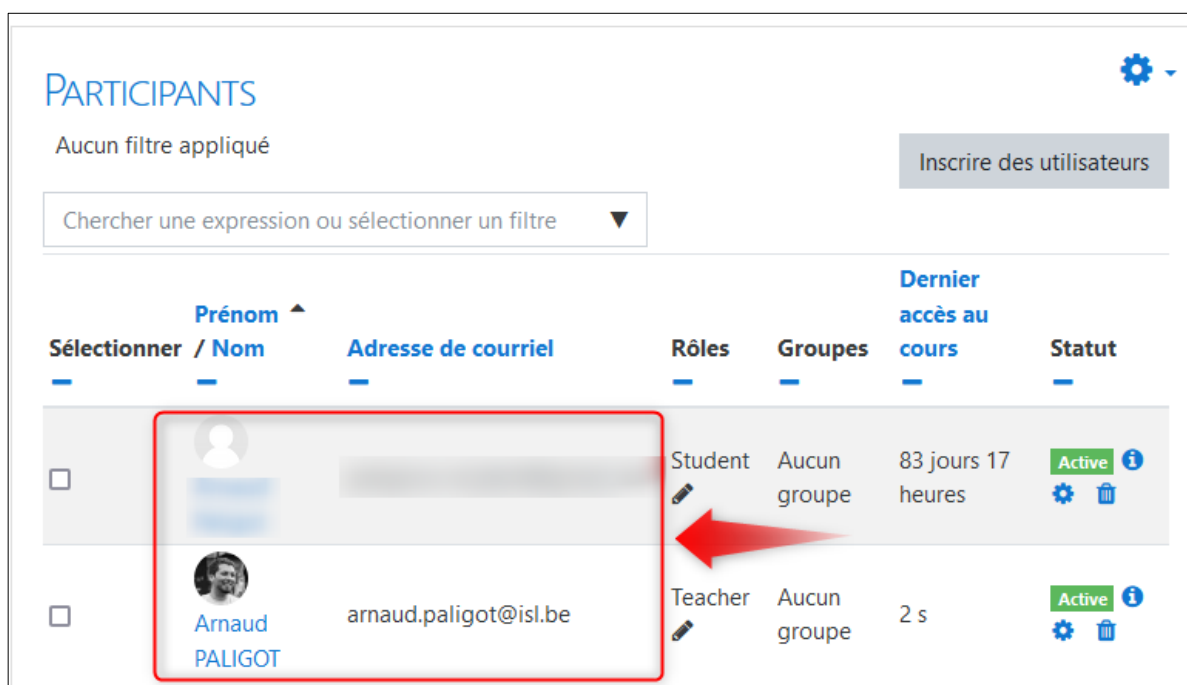 PARTICIPANTS
Aucun filtre appliqué
Inscrire des utilisateurs
Chercher une expression ou sélectionner un filtre
Sélectionner
Prénom
/ Nom
Adresse de courriel
Rôles
Groupes
Dernier
accès au
cours
Statut
Student
Aucun
groupe
83 jours 17
heures
Active
Arnaud
PALIGOT
arnaud.paligot@isl.be
Teacher
Aucun
groupe
2 s
Active